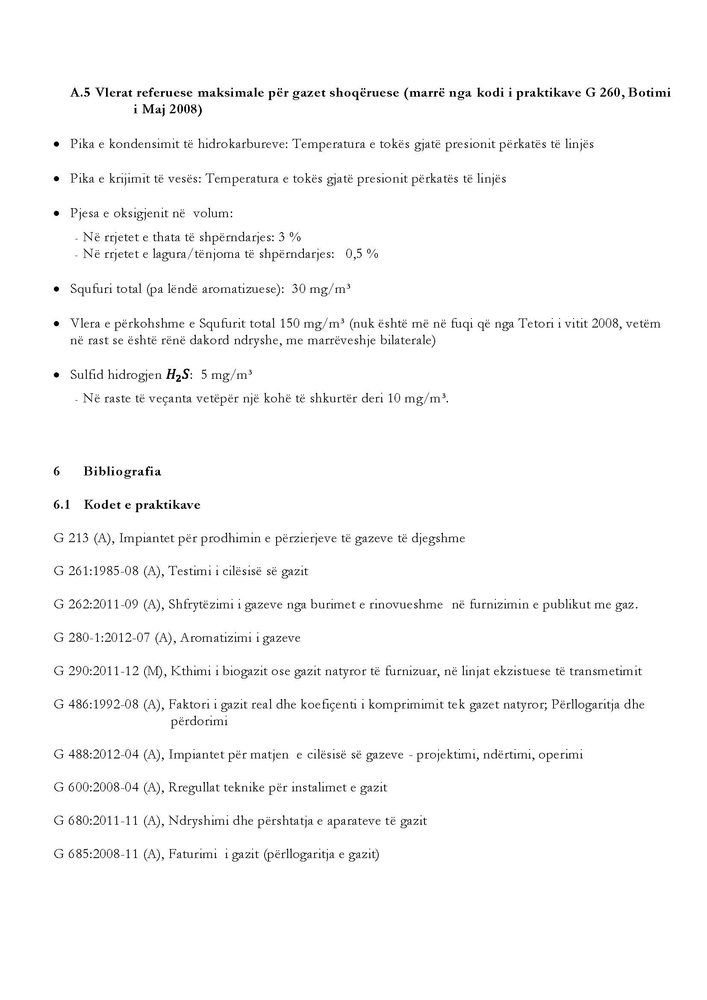 A.5 Vlerat referuese maksimale për gazet shoqëruese (marrë nga kodi i praktikave G 260, Botimi
i Maj 2008)
• Pika e kondensimit të hidrokarbureve: Temperatura e tokës gjatë presionit përkatës të linjës
• Pika e krijimit të vesës: Temperatura e tokës gjatë presionit përkatës të linjës
• Pjesa e oksigjenit në volum:
- Në rrjetet e thata të shpërndarjes: 3 %
- Në rrjetet e lagura/tënjoma të shpërndarjes: 0,5 %
• Squfuri total (pa lëndë aromatizuese): 30 mg/m³
• Vlera e përkohshme e Squfurit total 150 mg/m³ (nuk është më në fuqi që nga Tetori i vitit 2008, vetëm
në rast se është rënë dakord ndryshe, me marrëveshje bilaterale)
• Sulfid hidrogjen H₂S: 5 mg/m³
- Në raste të veçanta vetëpër një kohë të shkurtër deri 10 mg/m³.
6 Bibliografia
6.1 Kodet e praktikave
G 213 (A), Impiantet për prodhimin e përzierjeve të gazeve të djegshme
G 261:1985-08 (A), Testimi i cilësisë së gazit
G 262:2011-09 (A), Shfrytëzimi i gazeve nga burimet e rinovueshme në furnizimin e publikut me gaz.
G 280-1:2012-07 (A), Aromatizimi i gazeve
G 290:2011-12 (M), Kthimi i biogazit ose gazit natyror të furnizuar, në linjat ekzistuese të transmetimit
G 486:1992-08 (A), Faktori i gazit real dhe koefiçenti i komprimimit tek gazet natyror; Përllogaritja dhe
përdorimi
G 488:2012-04 (A), Impiantet për matjen e cilësisë së gazeve - projektimi, ndërtimi, operimi
G 600:2008-04 (A), Rregullat teknike për instalimet e gazit
G 680:2011-11 (A), Ndryshimi dhe përshtatja e aparateve të gazit
G 685:2008-11 (A), Faturimi i gazit (përllogaritja e gazit)